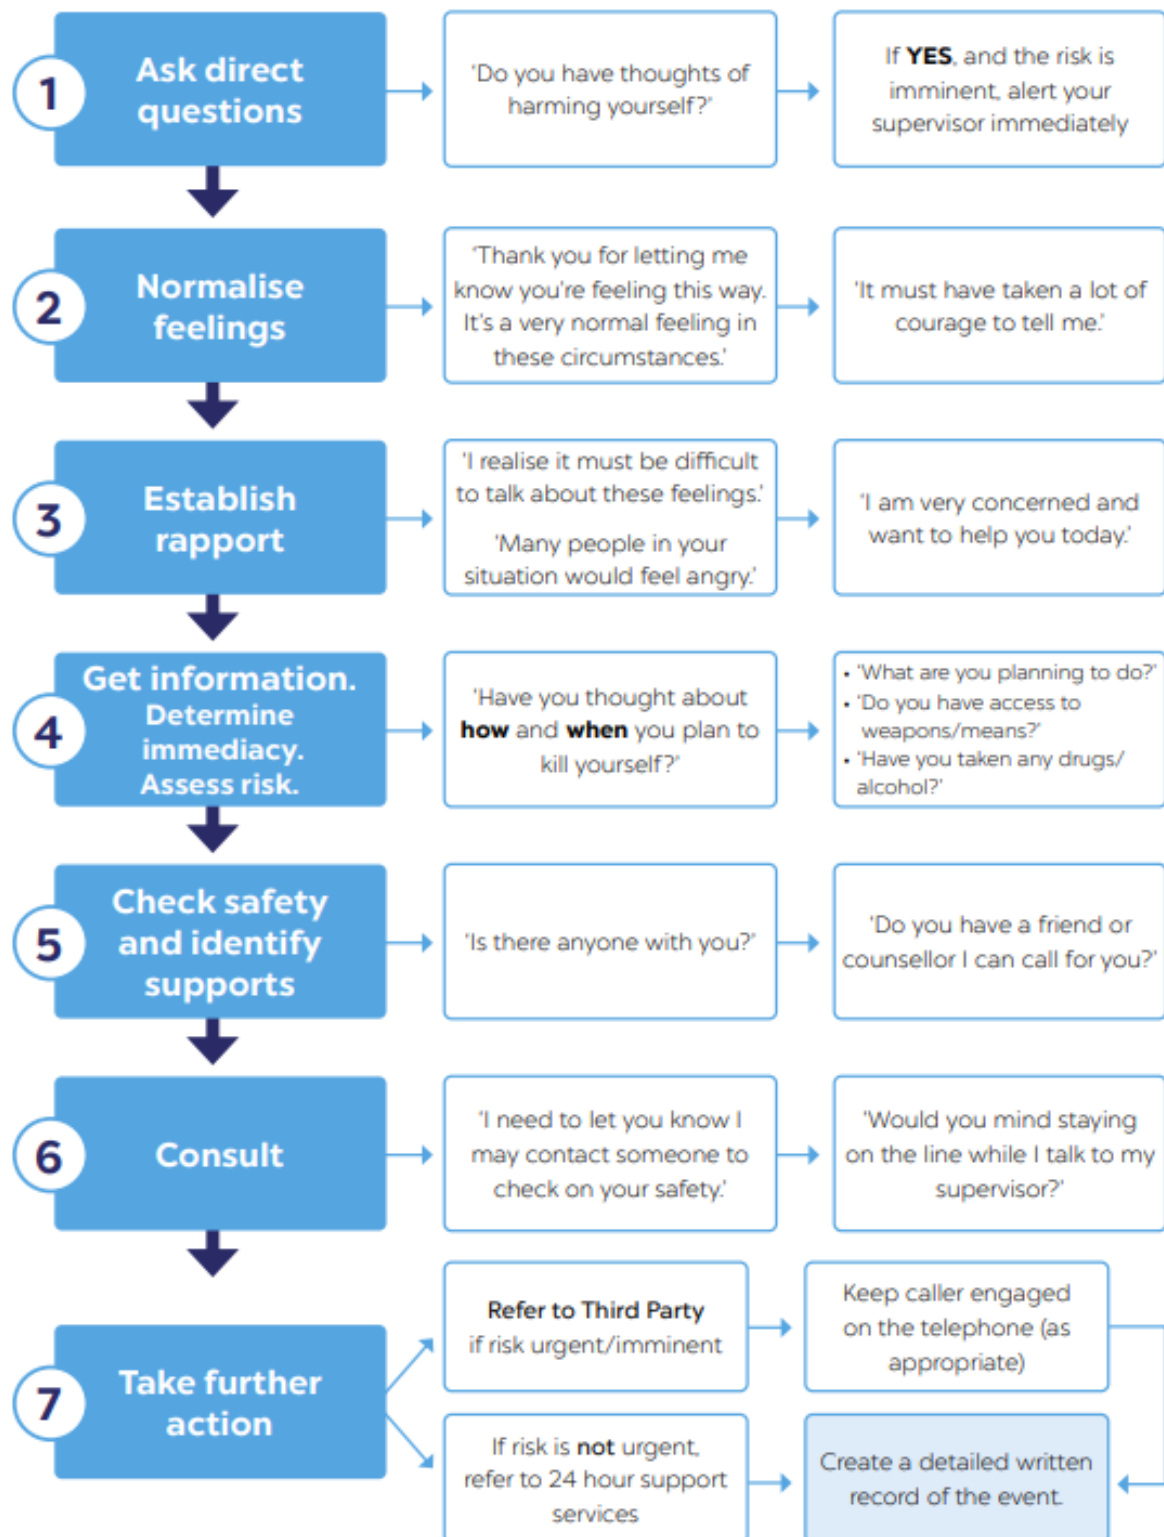 1
Ask direct
questions
'Do you have thoughts of
harming yourself?'
If YES, and the risk is
imminent, alert your
supervisor immediately
2
Normalise
feelings
'Thank you for letting me
know you're feeling this way.
It's a very normal feeling in
these circumstances.'
'It must have taken a lot of
courage to tell me.'
3
Establish
rapport
'I realise it must be difficult
to talk about these feelings.'
'Many people in your
situation would feel angry.'
'I am very concerned and
want to help you today.'
4
Get information.
Determine
immediacy.
Assess risk.
'Have you thought about
how and when you plan to
kill yourself?'
• 'What are you planning to do?'
• 'Do you have access to
weapons/means?'
• 'Have you taken any drugs/
alcohol?'
5
Check safety
and identify
supports
'Is there anyone with you?'
'Do you have a friend or
counsellor I can call for you?'
6
Consult
'I need to let you know I
may contact someone to
check on your safety.'
'Would you mind staying
on the line while I talk to my
supervisor?'
7
Take further
action
Refer to Third Party
if risk urgent/imminent
Keep caller engaged
on the telephone (as
appropriate)
If risk is not urgent,
refer to 24 hour support
services
Create a detailed written
record of the event.